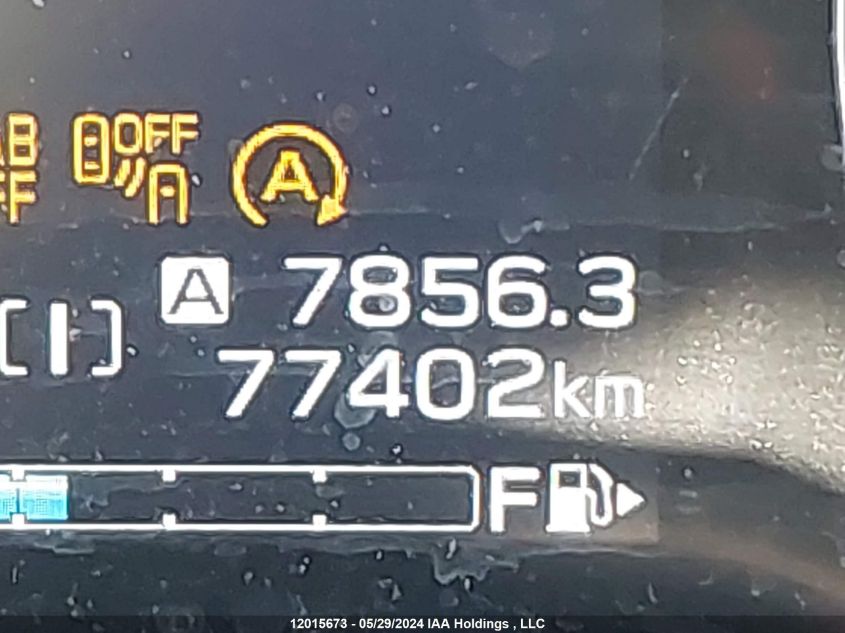 OFF
A
A 7856.3
77402km
F
12015673 - 05/29/2024 IAA Holdings , LLC